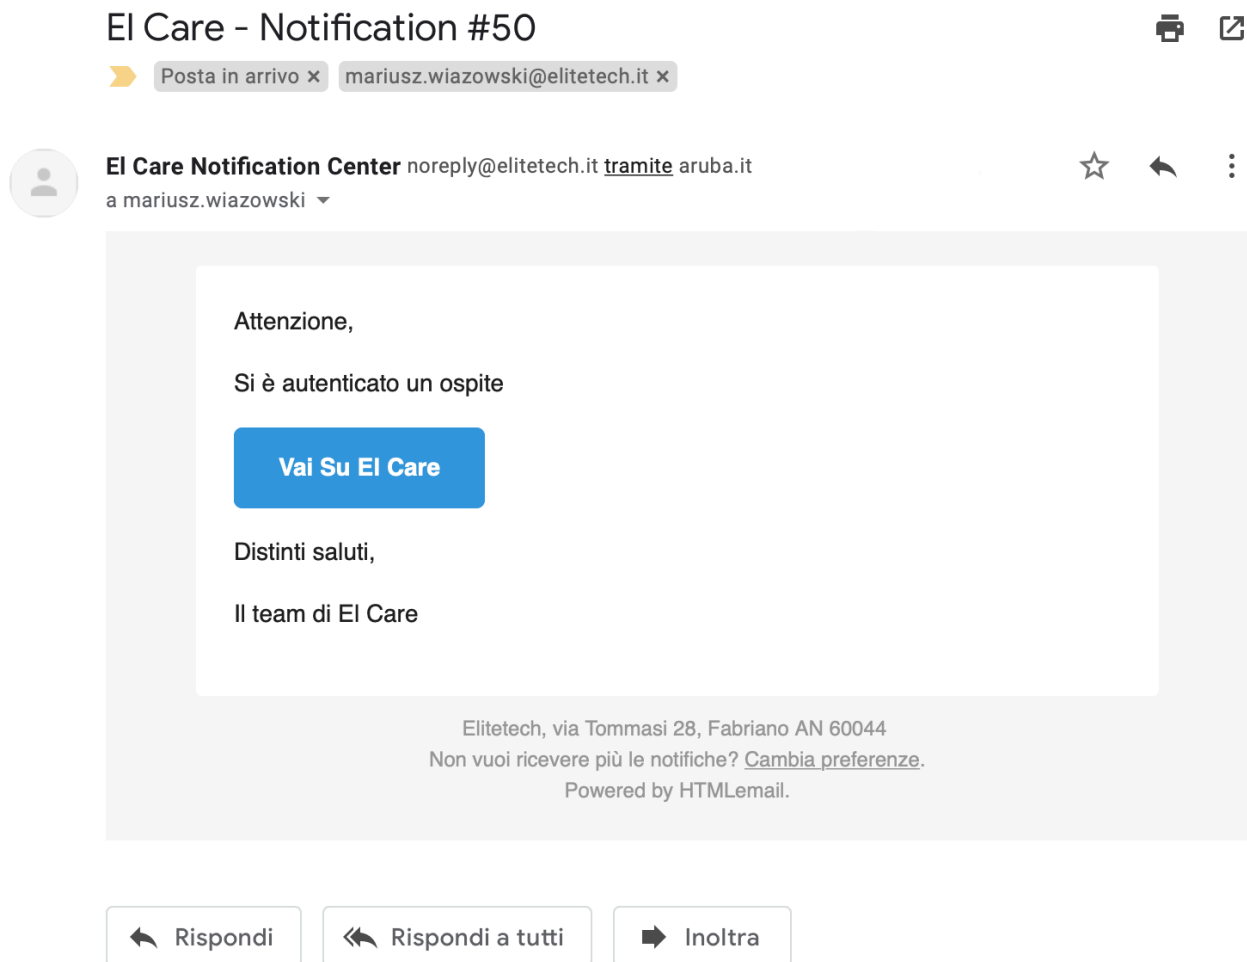 El Care - Notification #50
Posta in arrivo × mariusz.wiazowski@elitetech.it ×
El Care Notification Center noreply@elitetech.it tramite aruba.it
a mariusz.wiazowski
Attenzione,
Si è autenticato un ospite
Vai Su El Care
Distinti saluti,
Il team di El Care
Elitetech, via Tommasi 28, Fabriano AN 60044
Non vuoi ricevere più le notifiche? Cambia preferenze.
Powered by HTMLemail.
Rispondi Rispondi a tutti Inoltra